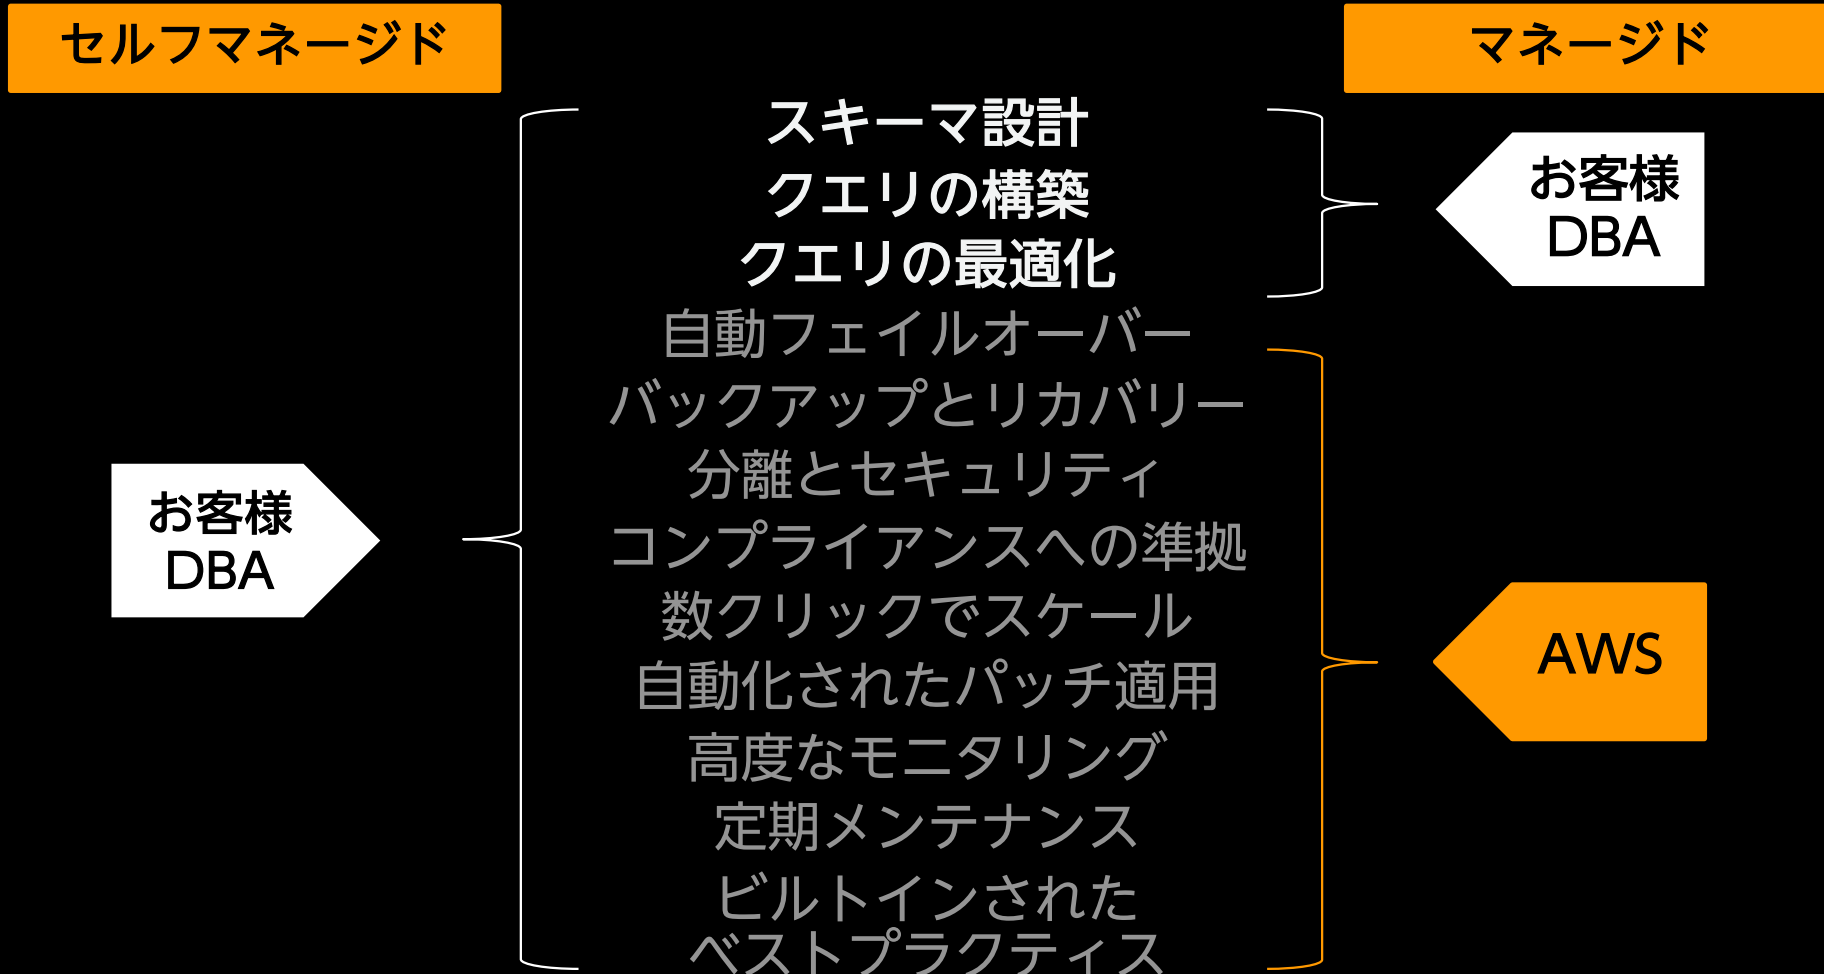 セルフマネージド
マネージド
スキーマ設計
クエリの構築
クエリの最適化
自動フェイルオーバー
バックアップとリカバリー
分離とセキュリティ
コンプライアンスへの準拠
数クリックでスケール
自動化されたパッチ適用
高度なモニタリング
定期メンテナンス
ビルトインされた
ベストプラクティス
お客様
DBA
お客様
DBA
AWS